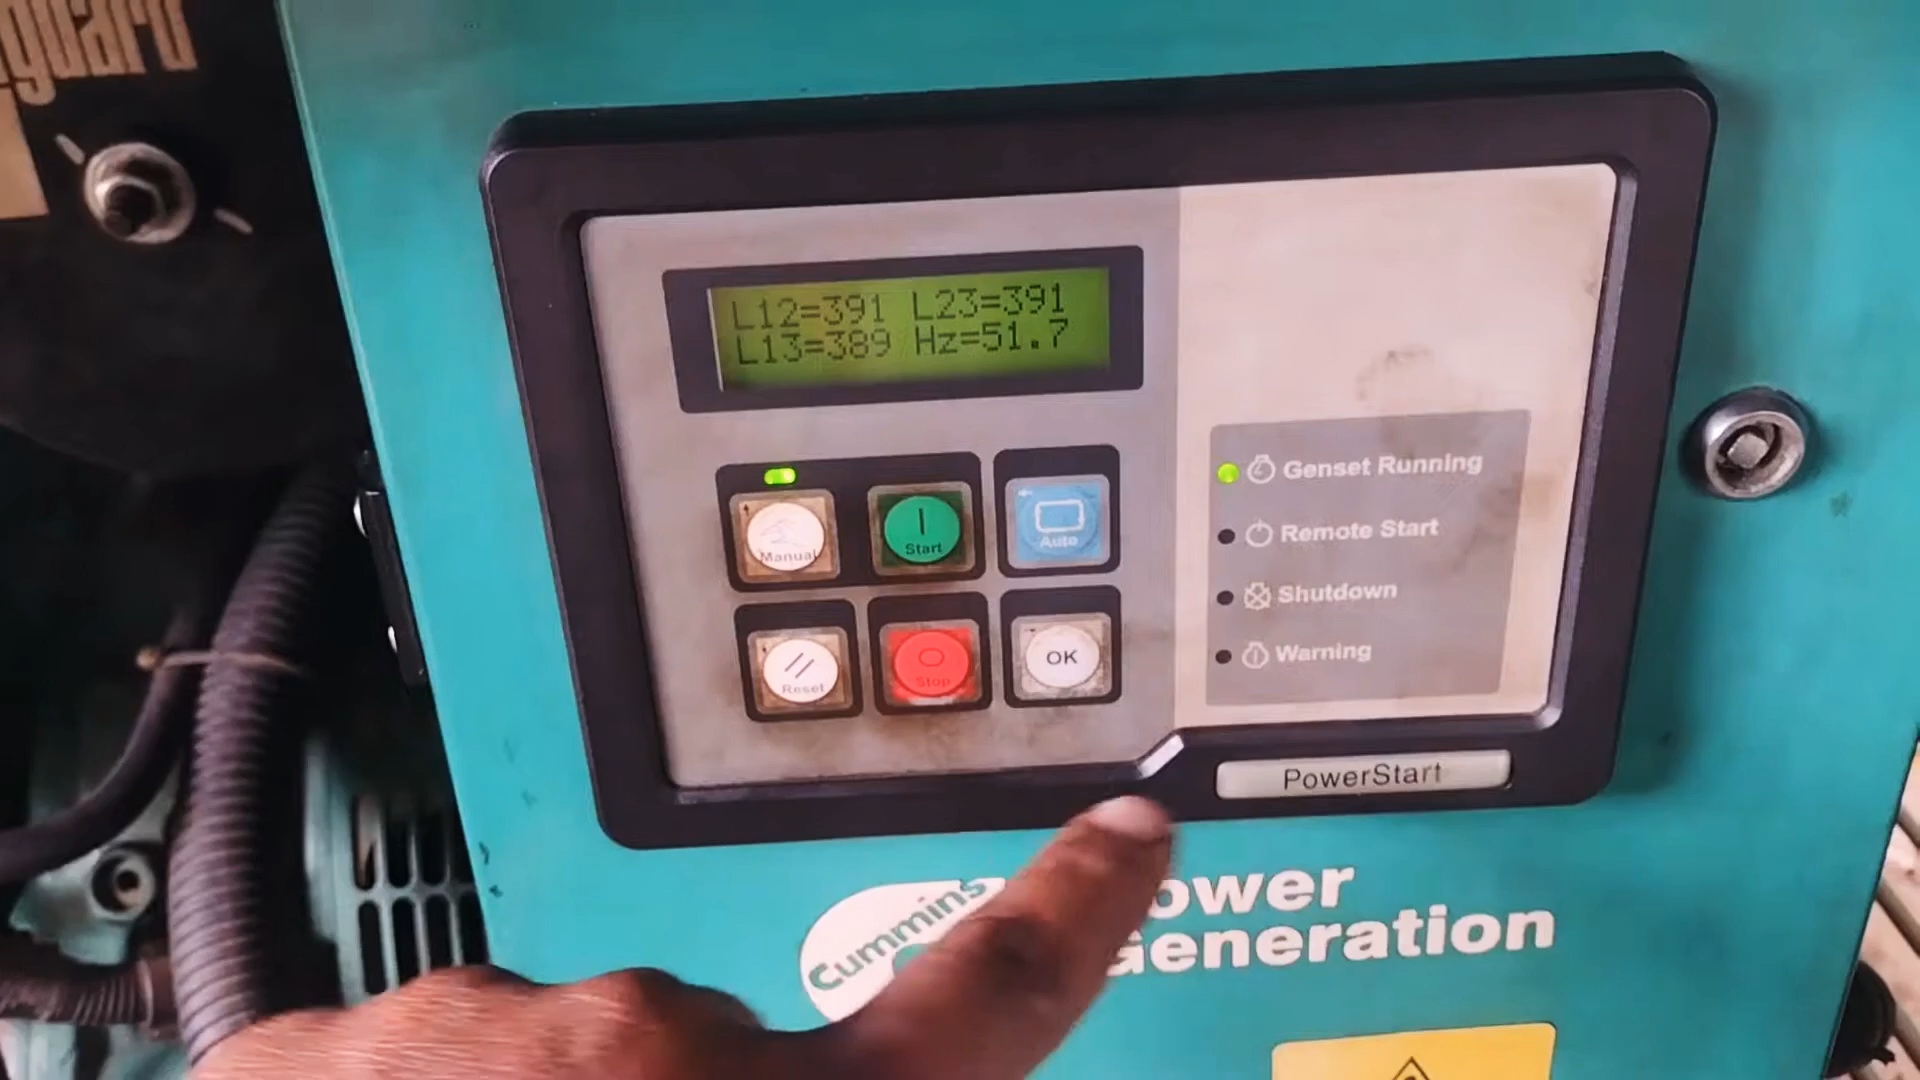 L12=391 L23=391
L13=389 Hz=51.7
Manual
Start
Auto
Reset
Stop
OK
Genset Running
Remote Start
Shutdown
Warning
PowerStart
Cummins
ower
eneration